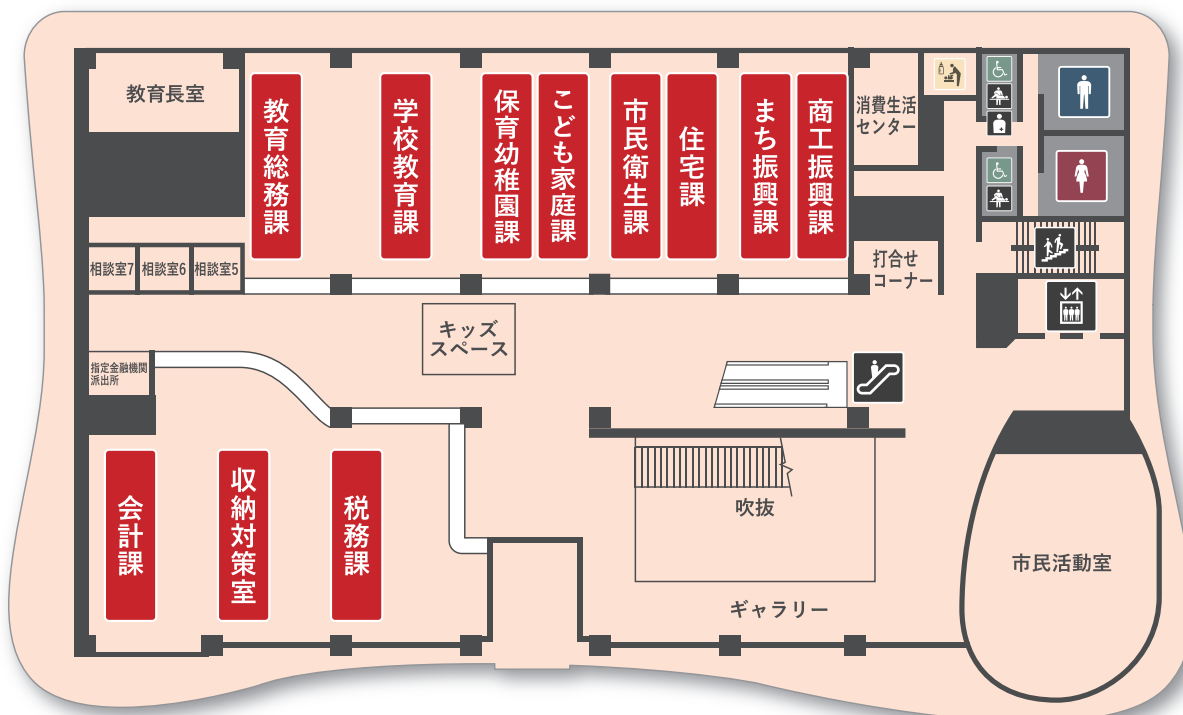 教育長室
教育総務課
学校教育課
保育幼稚園課
こども家庭課
市民衛生課
住宅課
まち振興課
商工振興課
消費生活
センター
相談室7
相談室6
相談室5
打合せ
コーナー
キッズ
スペース
指定金融機関
派出所
会計課
収納対策室
税務課
吹抜
ギャラリー
市民活動室